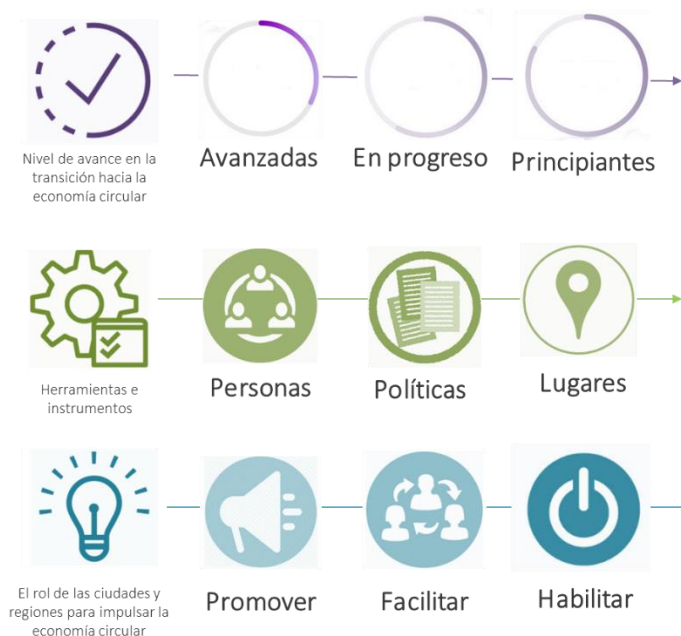 Nivel de avance en la
transición hacia la
economía circular
Avanzadas
En progreso
Principiantes
Herramientas e
instrumentos
Personas
Políticas
Lugares
El rol de las ciudades y
regiones para impulsar la
economía circular
Promover
Facilitar
Habilitar